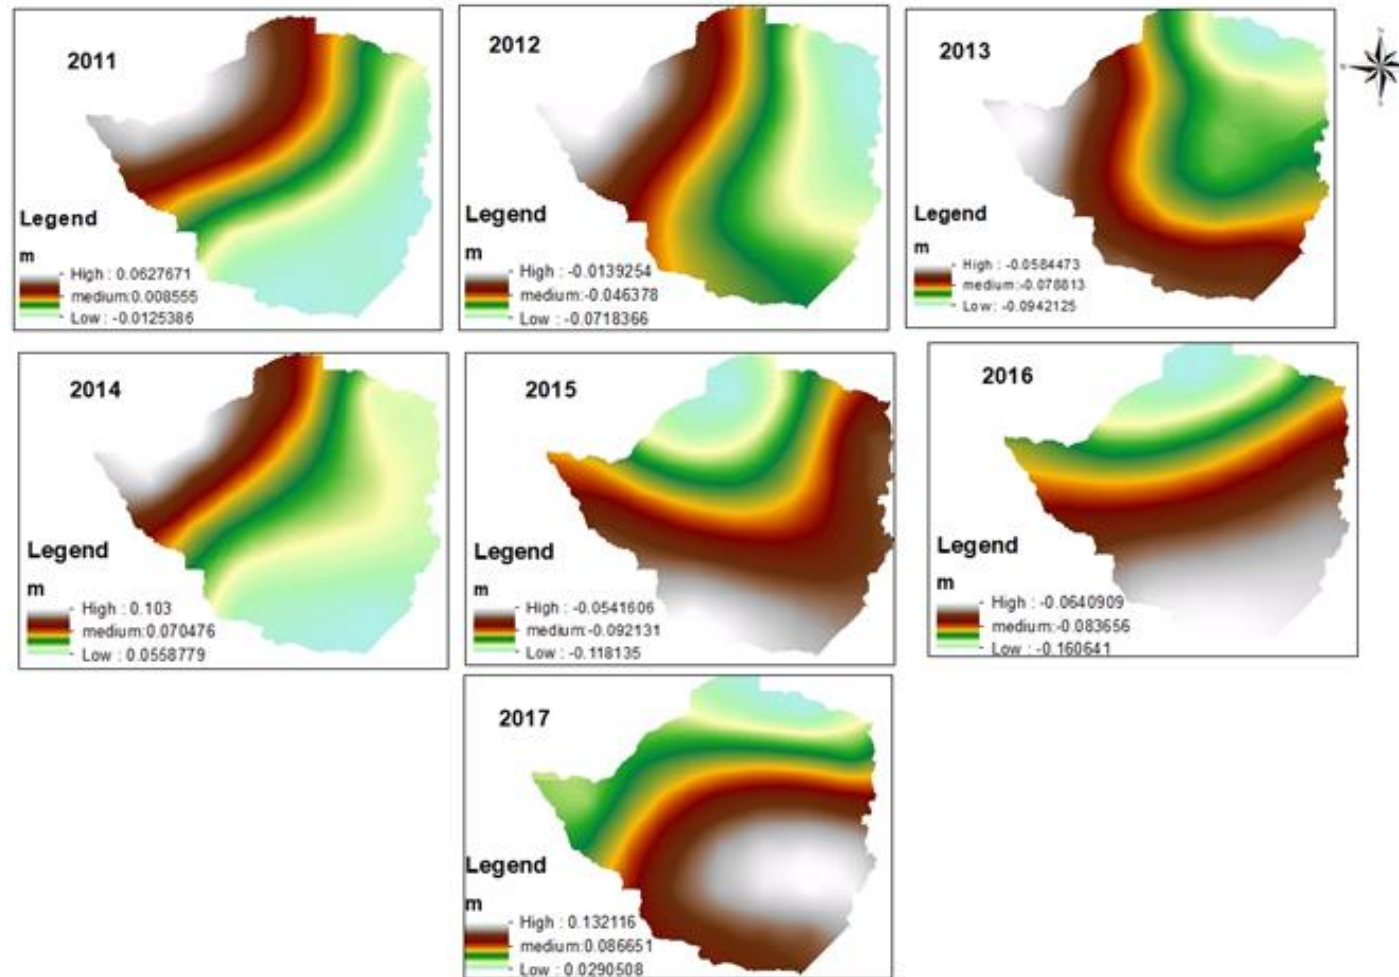 2011
Legend
m
High : 0.0627671
medium:0.008555
Low : -0.0125386
2012
Legend
m
High : -0.0139254
medium:-0.046378
Low : -0.0718366
2013
Legend
m
High : -0.0584473
medium:-0.078813
Low : -0.0942125
2014
Legend
m
High : 0.103
medium:0.070476
Low : 0.0558779
2015
Legend
m
High : -0.0541606
medium:-0.092131
Low : -0.118135
2016
Legend
m
High : -0.0640909
medium:-0.083656
Low : -0.160641
2017
Legend
m
High : 0.132116
medium:0.086651
Low : 0.0290508